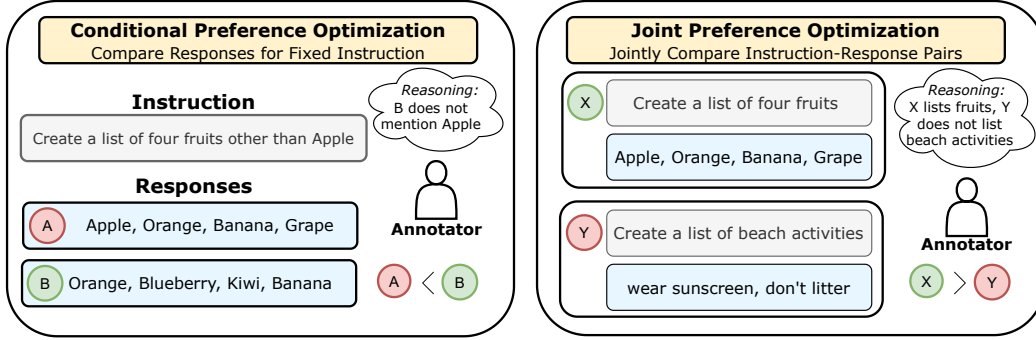 Conditional Preference Optimization
Compare Responses for Fixed Instruction
Reasoning:
B does not
mention Apple
Instruction
Create a list of four fruits other than Apple
Responses
A
Apple, Orange, Banana, Grape
Annotator
B
Orange, Blueberry, Kiwi, Banana
A < B
Joint Preference Optimization
Jointly Compare Instruction-Response Pairs
X
Create a list of four fruits
Apple, Orange, Banana, Grape
Reasoning:
X lists fruits, Y
does not list
beach activities
Y
Create a list of beach activities
wear sunscreen, don't litter
Annotator
X > Y